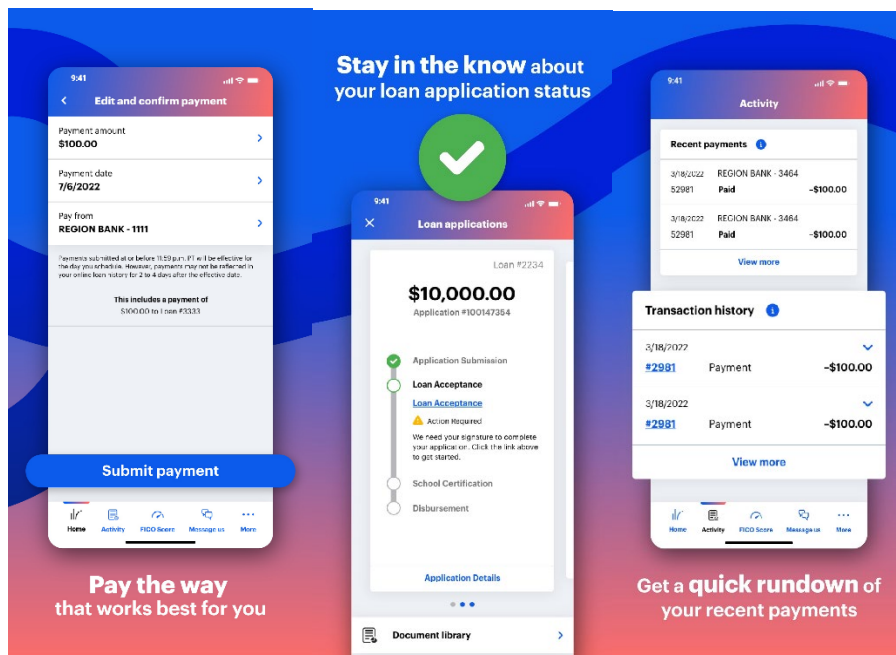 9:41
Edit and confirm payment
Payment amount
$100.00
Payment date
7/6/2022
Pay from
REGION BANK - 1111
Payments submitted at or before 11:59 p.m. PT will be effective for
the day you schedule. However, payments may not be reflected in
your online loan history for 2 to 4 days after the effective date.
This includes a payment of
$100.00 to Loan #3333
Submit payment
Home Activity FICO Score Message us More
Pay the way
that works best for you
Stay in the know about
your loan application status
9:41
Loan applications
Loan #2234
$10,000.00
Application #100147354
Application Submission
Loan Acceptance
Loan Acceptance
Action Required
We need your signature to complete
your application. Click the link above
to get started.
School Certification
Disbursement
Application Details
Document library
9:41
Activity
Recent payments
3/18/2022 REGION BANK - 3464
52981 Paid -$100.00
3/18/2022 REGION BANK - 3464
52981 Paid -$100.00
View more
Transaction history
3/18/2022
#2981 Payment -$100.00
3/18/2022
#2981 Payment -$100.00
View more
Home Activity FICO Score Message us More
Get a quick rundown of
your recent payments